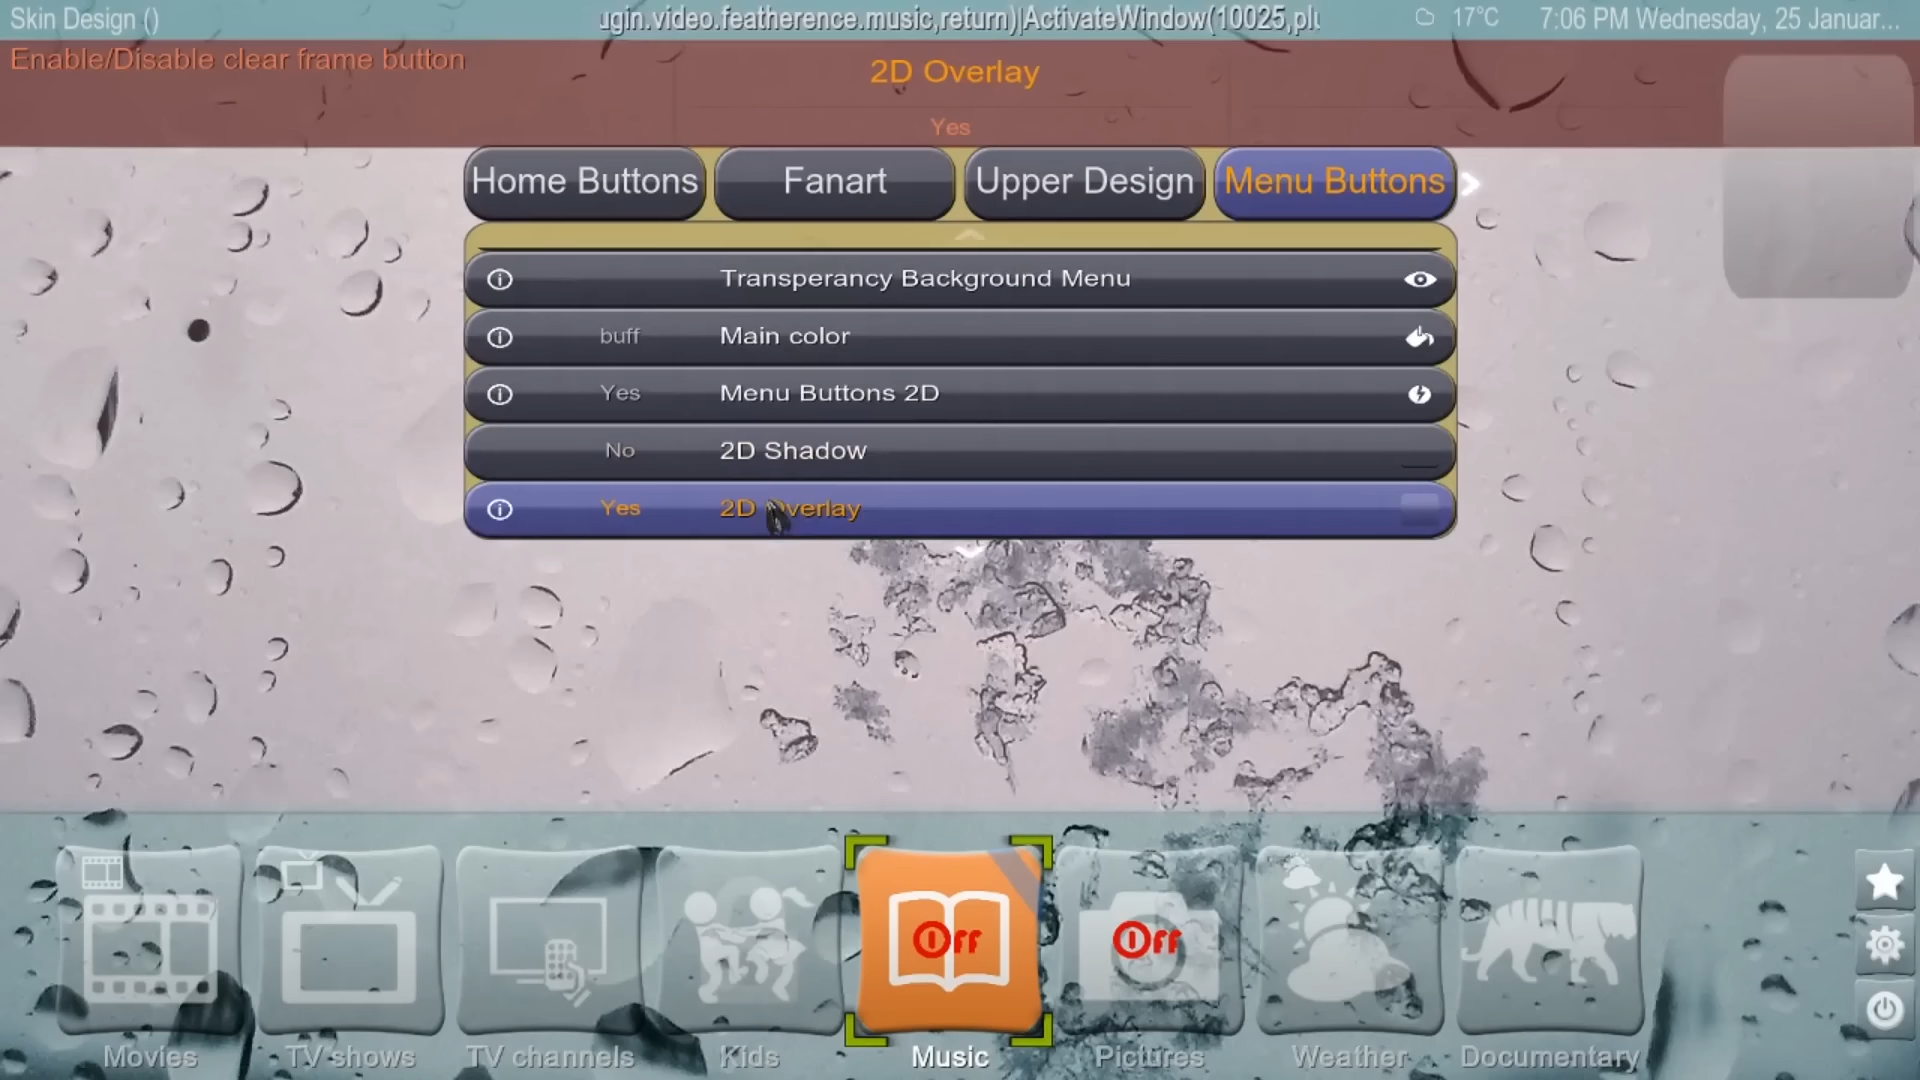 Skin Design ()
ugin.video.featherence.music,return)|ActivateWindow(10025,plu
17°C
7:06 PM Wednesday, 25 Januar...
Enable/Disable clear frame button
2D Overlay
Yes
Home Buttons
Fanart
Upper Design
Menu Buttons
Transperancy Background Menu
buff Main color
Yes Menu Buttons 2D
No 2D Shadow
Yes 2D Overlay
OFF
OFF
Movies
TV shows
TV channels
Kids
Music
Pictures
Weather
Documentary